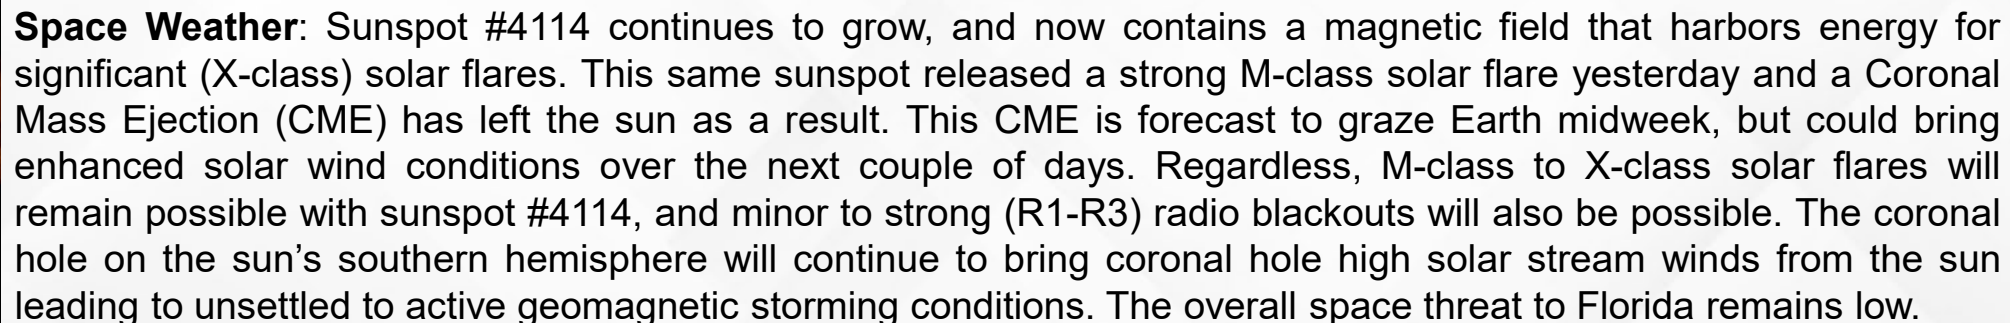 Space Weather: Sunspot #4114 continues to grow, and now contains a magnetic field that harbors energy for
significant (X-class) solar flares. This same sunspot released a strong M-class solar flare yesterday and a Coronal
Mass Ejection (CME) has left the sun as a result. This CME is forecast to graze Earth midweek, but could bring
enhanced solar wind conditions over the next couple of days. Regardless, M-class to X-class solar flares will
remain possible with sunspot #4114, and minor to strong (R1-R3) radio blackouts will also be possible. The coronal
hole on the sun’s southern hemisphere will continue to bring coronal hole high solar stream winds from the sun
leading to unsettled to active geomagnetic storming conditions. The overall space threat to Florida remains low.